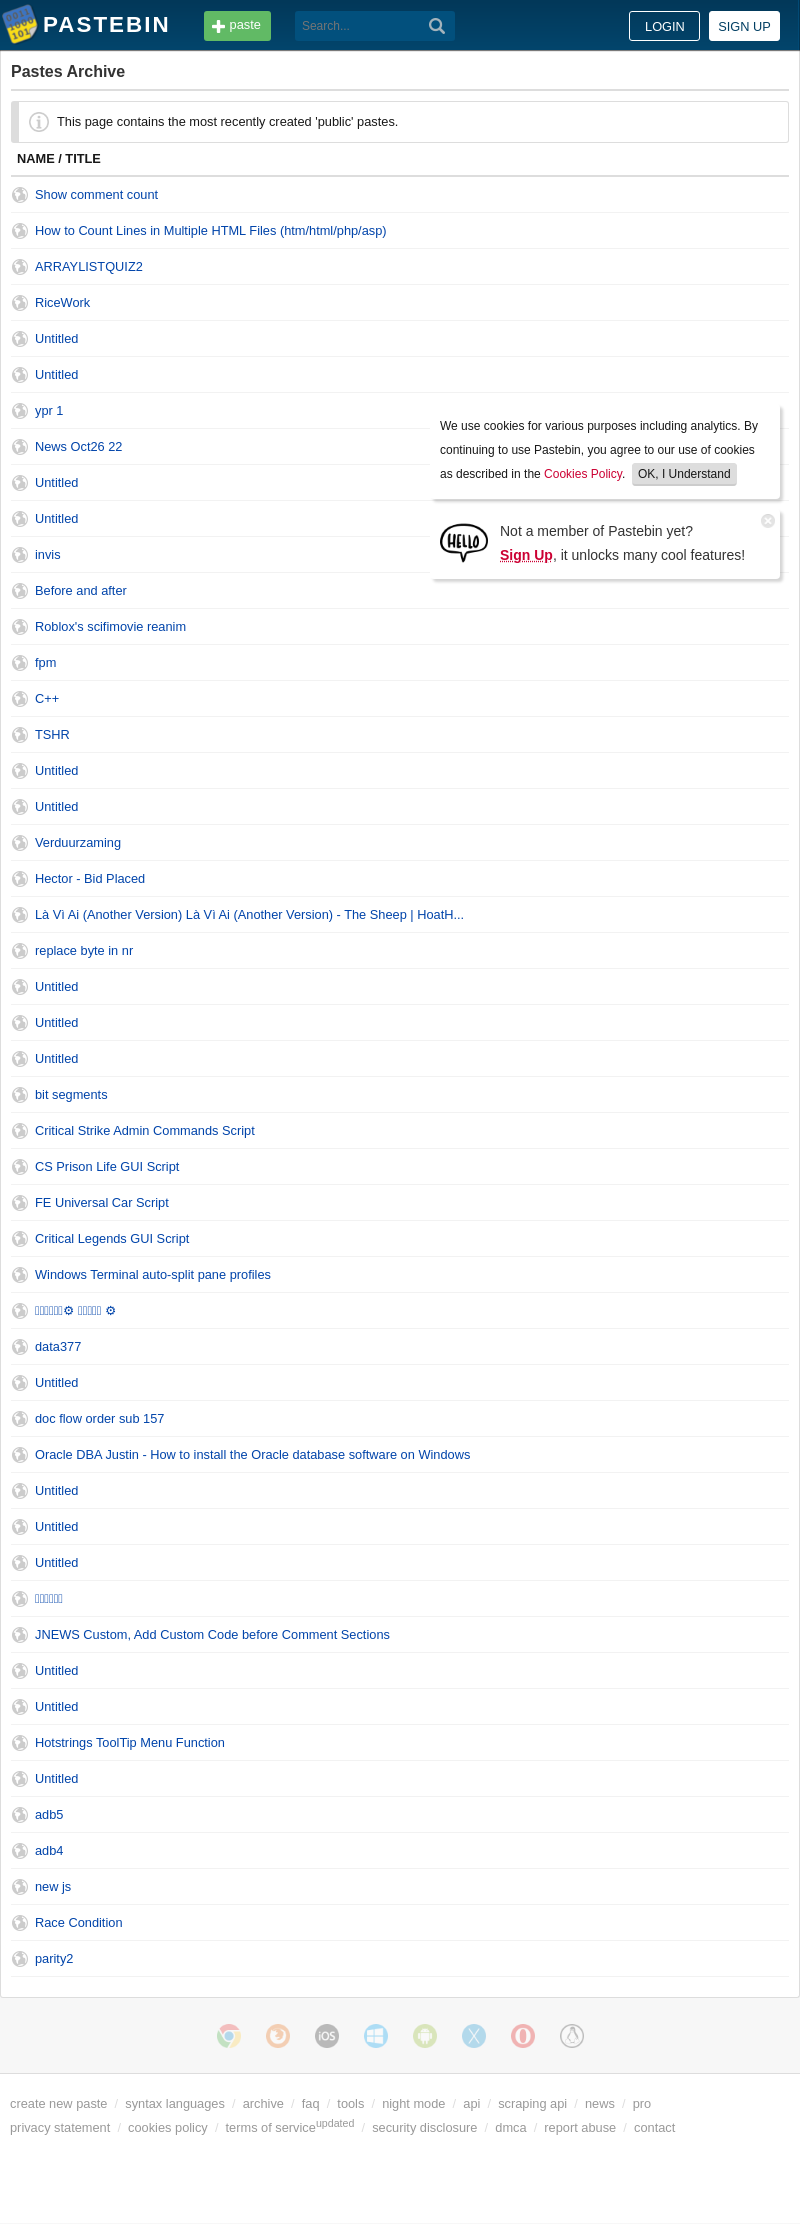 PASTEBIN
paste
Search...
LOGIN
SIGN UP
Pastes Archive
This page contains the most recently created 'public' pastes.
NAME / TITLE
Show comment count
How to Count Lines in Multiple HTML Files (htm/html/php/asp)
ARRAYLISTQUIZ2
RiceWork
Untitled
Untitled
ypr 1
News Oct26 22
Untitled
Untitled
invis
Before and after
We use cookies for various purposes including analytics. By
continuing to use Pastebin, you agree to our use of cookies
as described in the Cookies Policy. OK, I Understand
HELLO
Not a member of Pastebin yet?
Sign Up, it unlocks many cool features!
Roblox's scifimovie reanim
fpm
C++
TSHR
Untitled
Untitled
Verduurzaming
Hector - Bid Placed
Là Vì Ai (Another Version) Là Vì Ai (Another Version) - The Sheep | HoatH...
replace byte in nr
Untitled
Untitled
Untitled
bit segments
Critical Strike Admin Commands Script
CS Prison Life GUI Script
FE Universal Car Script
Critical Legends GUI Script
Windows Terminal auto-split pane profiles
data377
Untitled
doc flow order sub 157
Oracle DBA Justin - How to install the Oracle database software on Windows
Untitled
Untitled
Untitled
JNEWS Custom, Add Custom Code before Comment Sections
Untitled
Untitled
Hotstrings ToolTip Menu Function
Untitled
adb5
adb4
new js
Race Condition
parity2
iOS
create new paste / syntax languages / archive / faq / tools / night mode / api / scraping api / news / pro
privacy statement / cookies policy / terms of service updated / security disclosure / dmca / report abuse / contact